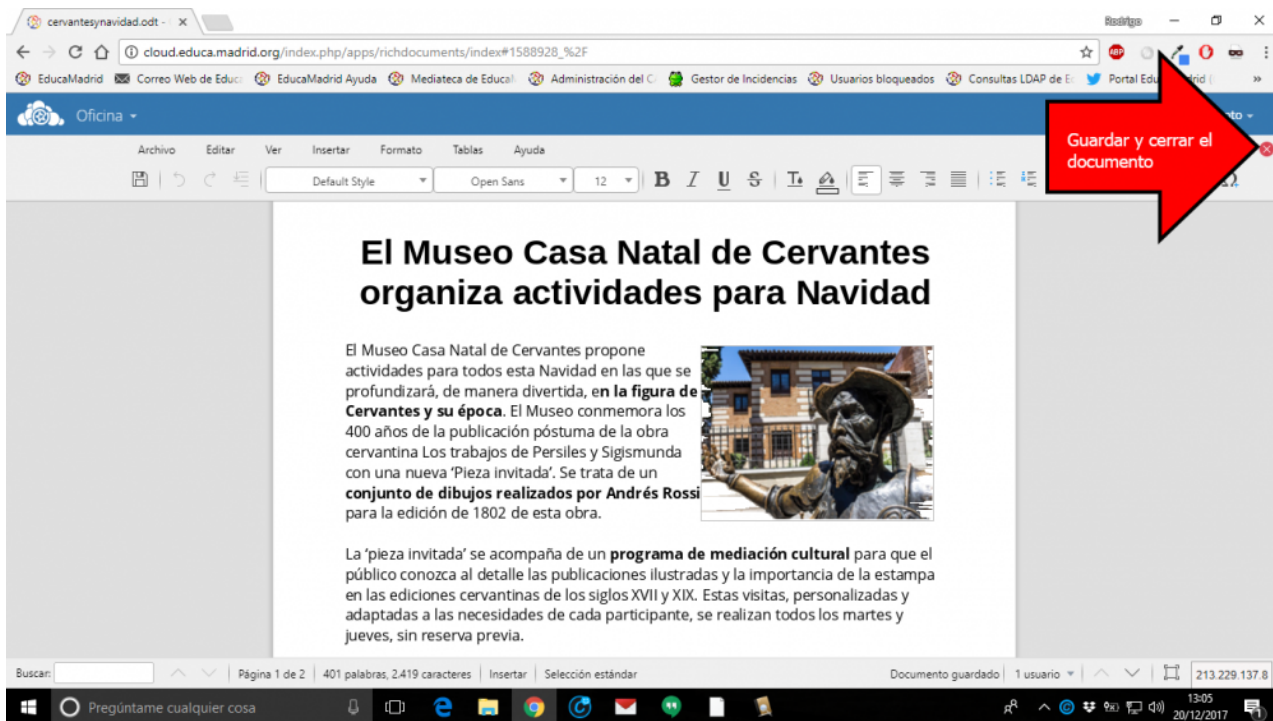 cervantesynavidad.odt -
Rodrigo
cloud.educa.madrid.org/index.php/apps/richdocuments/index#1588928_%2F
ABP
EducaMadrid Correo Web de Educ EducaMadrid Ayuda Mediateca de Educa Administración del C Gestor de Incidencias Usuarios bloqueados Consultas LDAP de E Portal Edu
Oficina
Archivo Editar Ver Insertar Formato Tablas Ayuda
Guardar y cerrar el
documento
Default Style Open Sans 12 B I U S
El Museo Casa Natal de Cervantes
organiza actividades para Navidad
El Museo Casa Natal de Cervantes propone
actividades para todos esta Navidad en las que se
profundizará, de manera divertida, en la figura de
Cervantes y su época. El Museo conmemora los
400 años de la publicación póstuma de la obra
cervantina Los trabajos de Persiles y Sigismunda
con una nueva ‘Pieza invitada’. Se trata de un
conjunto de dibujos realizados por Andrés Rossi
para la edición de 1802 de esta obra.
La ‘pieza invitada’ se acompaña de un programa de mediación cultural para que el
público conozca al detalle las publicaciones ilustradas y la importancia de la estampa
en las ediciones cervantinas de los siglos XVII y XIX. Estas visitas, personalizadas y
adaptadas a las necesidades de cada participante, se realizan todos los martes y
jueves, sin reserva previa.
Buscar: Página 1 de 2 401 palabras, 2.419 caracteres Insertar Selección estándar Documento guardado 1 usuario 213.229.137.8
Pregúntame cualquier cosa
13:05
20/12/2017